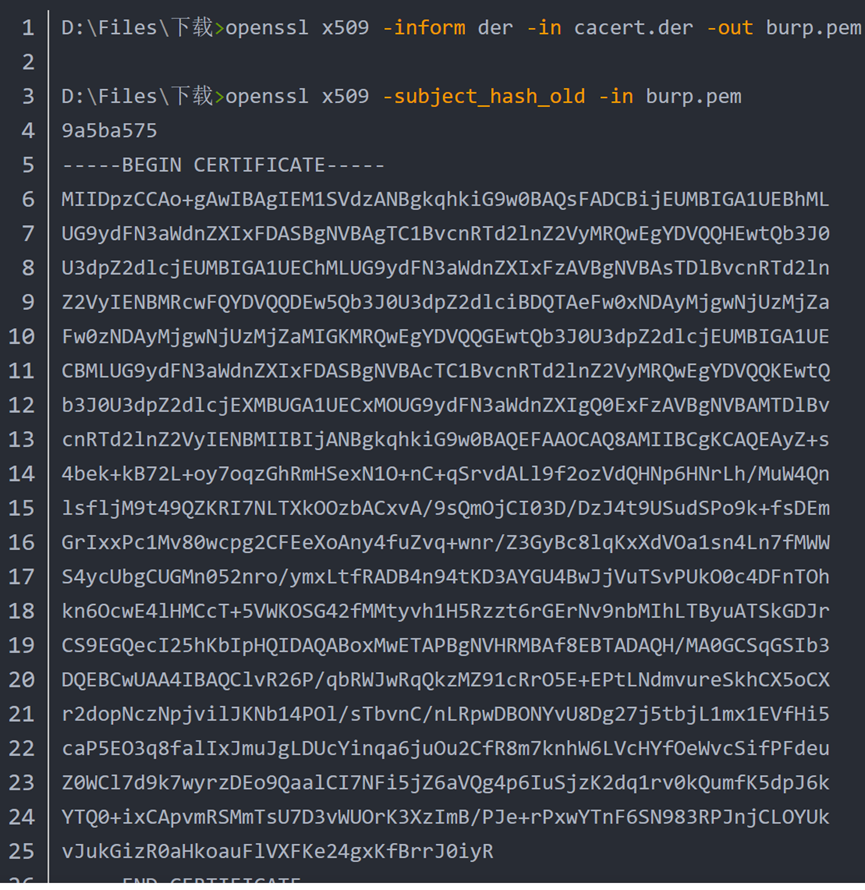 1 D:\Files\下载>openssl x509 -inform der -in cacert.der -out burp.pem
2
3 D:\Files\下载>openssl x509 -subject_hash_old -in burp.pem
4 9a5ba575
5 -----BEGIN CERTIFICATE-----
6 MIIDpzCCAo+gAwIBAgIEM1SVdzANBgkqhkiG9w0BAQsFADCBijEUMBIGA1UEBhML
7 UG9ydFN3aWdnZXIxFDASBgNVBAgTC1BvcnRTd2lnZ2VyMRQwEgYDVQQHEwtQb3J0
8 U3dpZ2dlcjEUMBIGA1UEChMLUG9ydFN3aWdnZXIxFzAVBgNVBAsTDlBvcnRTd2ln
9 Z2VyIENBMRcwFQYDVQQDEw5Qb3J0U3dpZ2dlciBDQTAeFw0xNDAyMjgwNjUzMjZa
10 Fw0zNDAyMjgwNjUzMjZaMIGKMRQwEgYDVQQGEwtQb3J0U3dpZ2dlcjEUMBIGA1UE
11 CBMLUG9ydFN3aWdnZXIxFDASBgNVBAcTC1BvcnRTd2lnZ2VyMRQwEgYDVQQKEwtQ
12 b3J0U3dpZ2dlcjEXMBUGA1UECxMOUG9ydFN3aWdnZXIgQ0ExFzAVBgNVBAMTDlBv
13 cnRTd2lnZ2VyIENBMIIBIjANBgkqhkiG9w0BAQEFAAOCAQ8AMIIBCgKCAQEAyZ+s
14 4bek+kB72L+oy7oqzGhRmHSexN1O+nC+qSrvdALl9f2ozVdQHNp6HNrLh/MuW4Qn
15 lsfljM9t49QZKRI7NLTXkOOzbACxvA/9sQmOjCI03D/DzJ4t9USudSPo9k+fsDEm
16 GrIxxPc1Mv80wcpg2CFEeXoAny4fuZvq+wnr/Z3GyBc8lqKxXdVOa1sn4Ln7fMWW
17 S4ycUbgCUGMn052nro/ymxLtfRADB4n94tKD3AYGU4BwJjVuTSvPUkO0c4DFnTOh
18 kn6OcwE4lHMCcT+5VWKOSG42fMMtyvh1H5Rzzt6rGErNv9nbMIhLTByuATSkGDJr
19 CS9EGQecI25hKbIpHQIDAQABoxMwETAPBgNVHRMBAf8EBTADAQH/MA0GCSqGSIb3
20 DQEBCwUAA4IBAQClvR26P/qbRWJwRqQkzMZ91cRrO5E+EPtLNdmvureSkhCX5oCX
21 r2dopNczNpjvilJKNb14POl/sTbvnC/nLRpwDBONYvU8Dg27j5tbjL1mx1EVfHi5
22 caP5EO3q8falIxJmuJgLDUcYinqa6juOu2CfR8m7knhW6LVcHYfOeWvcSifPFdeu
23 Z0WCl7d9k7wyrzDEo9QaalCI7NFi5jZ6aVQg4p6IuSjzK2dq1rv0kQumfK5dpJ6k
24 YTQ0+ixCApvmRSMmTsU7D3vWUOrK3XzImB/PJe+rPxwYTnF6SN983RPJnjCLOYUk
25 vJukGizR0aHkoauFlVXFKe24gxKfBrrJ0iyR
26 -----END CERTIFICATE-----